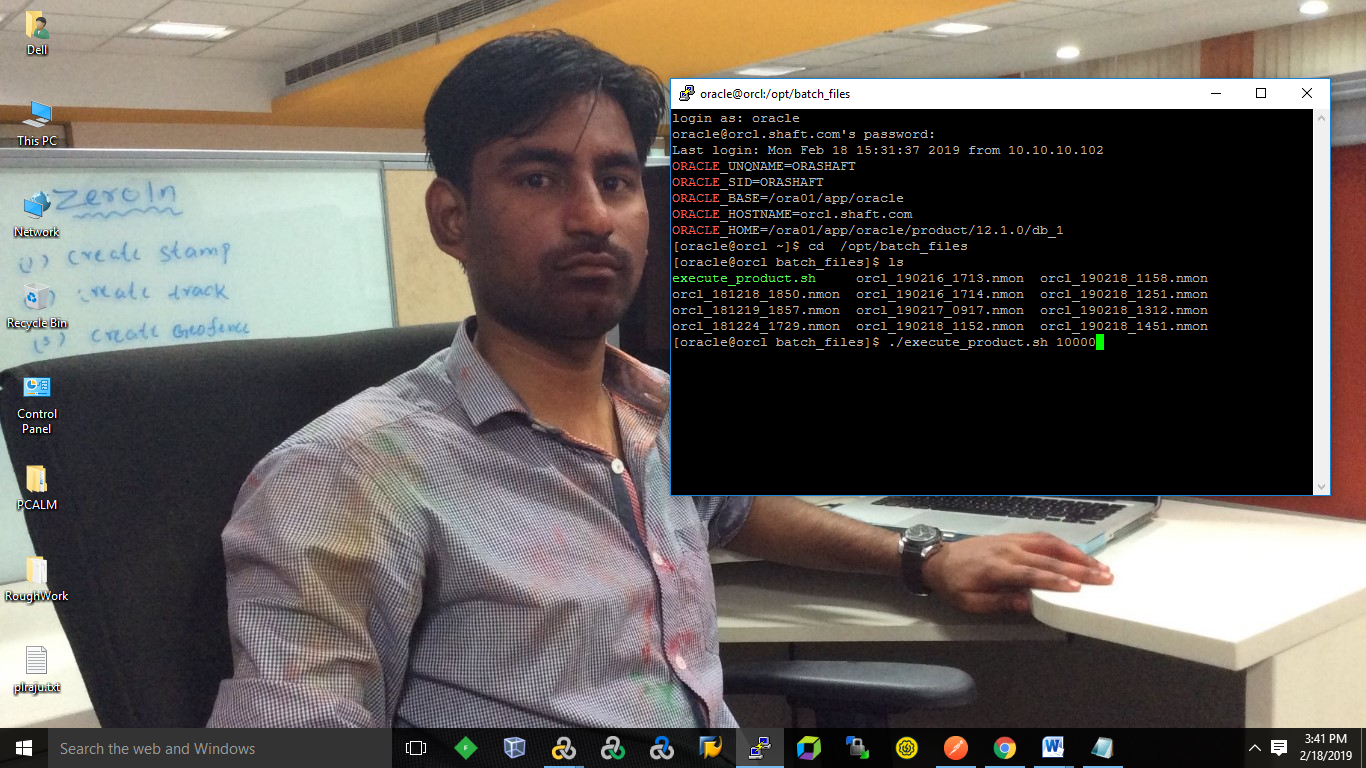 Dell
This PC
Network
Recycle Bin
Control
Panel
PCALM
RoughWork
piraju.txt
ZeroIn
(1) create stamp
) create track
(3) create Geofence
oracle@orcl:/opt/batch_files
login as: oracle
oracle@orcl.shaft.com's password:
Last login: Mon Feb 18 15:31:37 2019 from 10.10.10.102
ORACLE_UNQNAME=ORASHAFT
ORACLE_SID=ORASHAFT
ORACLE_BASE=/ora01/app/oracle
ORACLE_HOSTNAME=orcl.shaft.com
ORACLE_HOME=/ora01/app/oracle/product/12.1.0/db_1
[oracle@orcl ~]$ cd  /opt/batch_files
[oracle@orcl batch_files]$ ls
execute_product.sh     orcl_190216_1713.nmon  orcl_190218_1158.nmon
orcl_181218_1850.nmon  orcl_190216_1714.nmon  orcl_190218_1251.nmon
orcl_181219_1857.nmon  orcl_190217_0917.nmon  orcl_190218_1312.nmon
orcl_181224_1729.nmon  orcl_190218_1152.nmon  orcl_190218_1451.nmon
[oracle@orcl batch_files]$ ./execute_product.sh 10000
Search the web and Windows
3:41 PM
2/18/2019